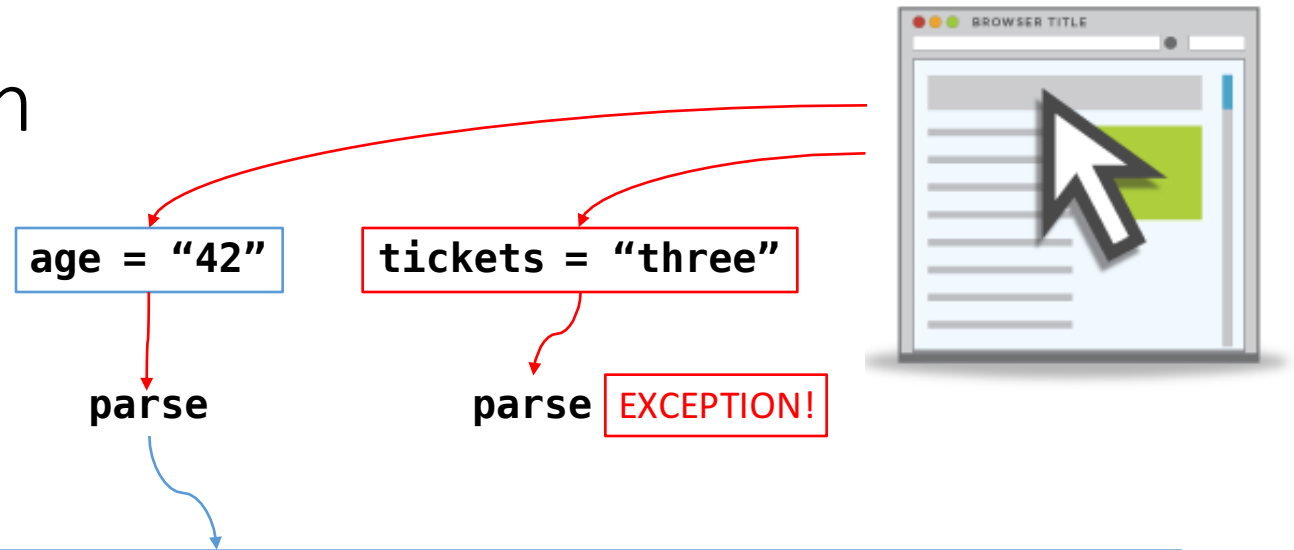 BROWSER TITLE
n
age = “42”
tickets = “three”
parse
parse
EXCEPTION!